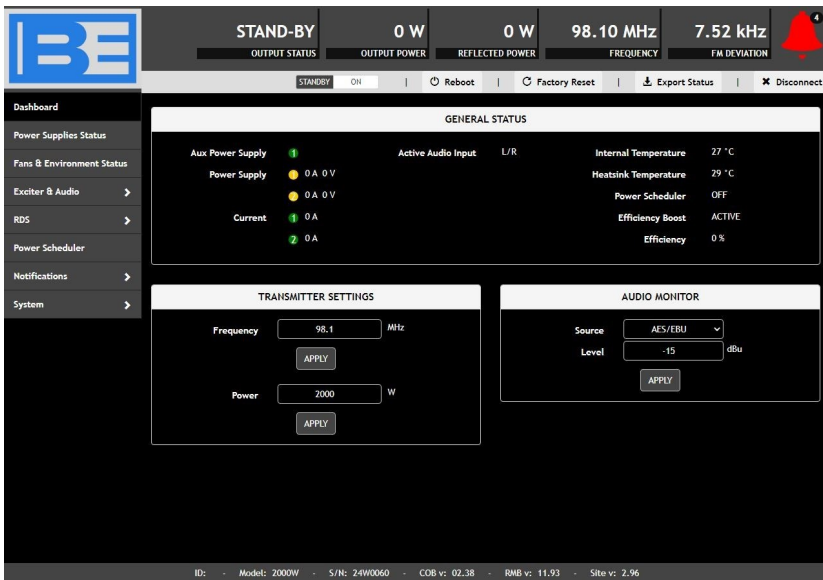 BE
STAND-BY 0 W 0 W 98.10 MHz 7.52 kHz 4
OUTPUT STATUS OUTPUT POWER REFLECTED POWER FREQUENCY FM DEVIATION
STANDBY ON | Reboot | Factory Reset | Export Status | Disconnect
Dashboard
Power Supplies Status
Fans & Environment Status
Exciter & Audio
RDS
Power Scheduler
Notifications
System
GENERAL STATUS
Aux Power Supply 1 Active Audio Input L/R Internal Temperature 27 °C
Power Supply 0 A 0 V Heatsink Temperature 29 °C
0 A 0 V Power Scheduler OFF
Current 1 0 A Efficiency Boost ACTIVE
2 0 A Efficiency 0 %
TRANSMITTER SETTINGS
Frequency 98.1 MHz
APPLY
Power 2000 W
APPLY
AUDIO MONITOR
Source AES/EBU
Level -15 dBu
APPLY
ID: - Model: 2000W - S/N: 24W0060 - COB v: 02.38 - RMB v: 11.93 - Site v: 2.96